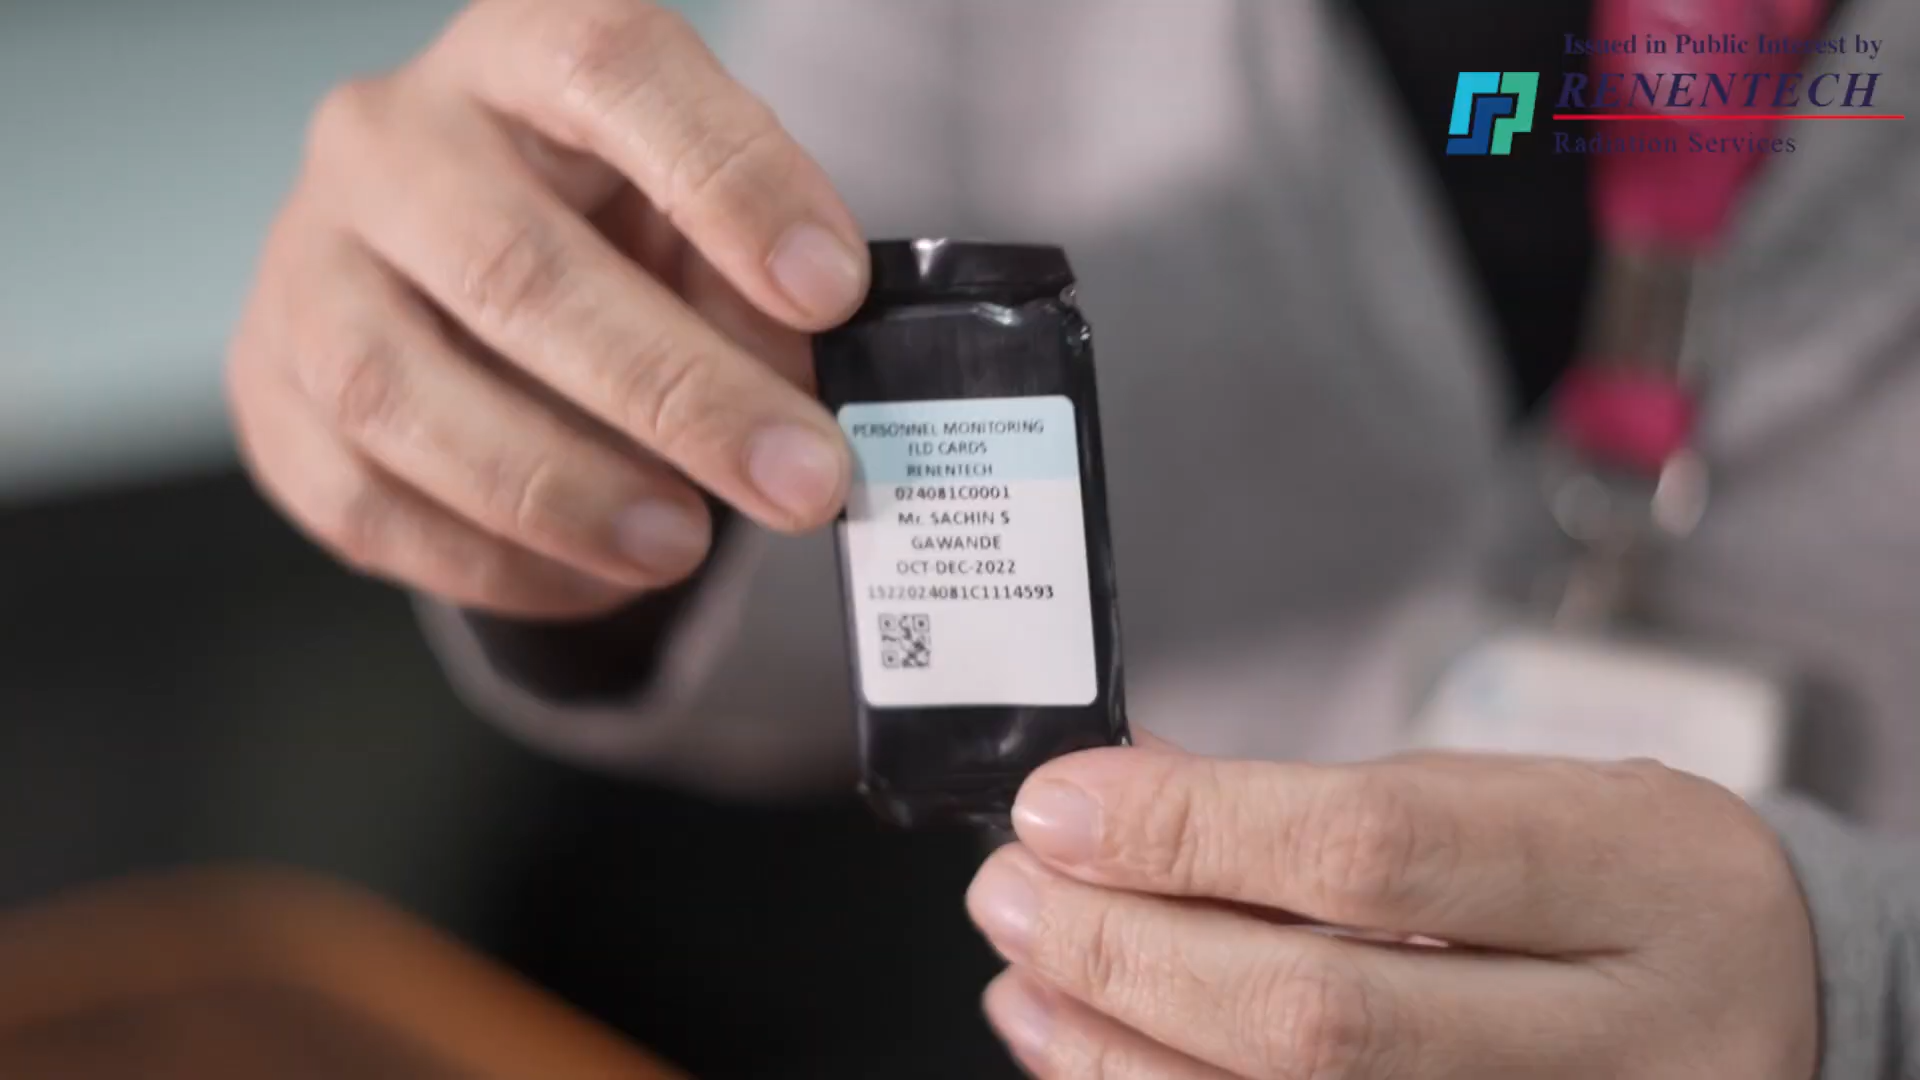 Issued in Public Interest by
RENENTECH
Radiation Services
PERSONNEL MONITORING
TLD CARDS
RENENTECH
024081C0001
Mr. SACHIN S
GAWANDE
OCT-DEC-2022
1522024081C1114593